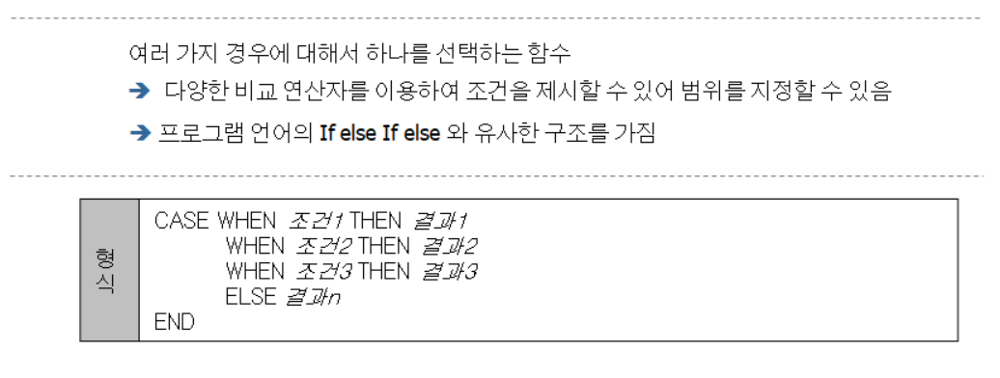 여러 가지 경우에 대해서 하나를 선택하는 함수
➔ 다양한 비교 연산자를 이용하여 조건을 제시할 수 있어 범위를 지정할 수 있음
➔ 프로그램 언어의 If else If else 와 유사한 구조를 가짐
형식
CASE WHEN 조건1 THEN 결과1
WHEN 조건2 THEN 결과2
WHEN 조건3 THEN 결과3
ELSE 결과n
END